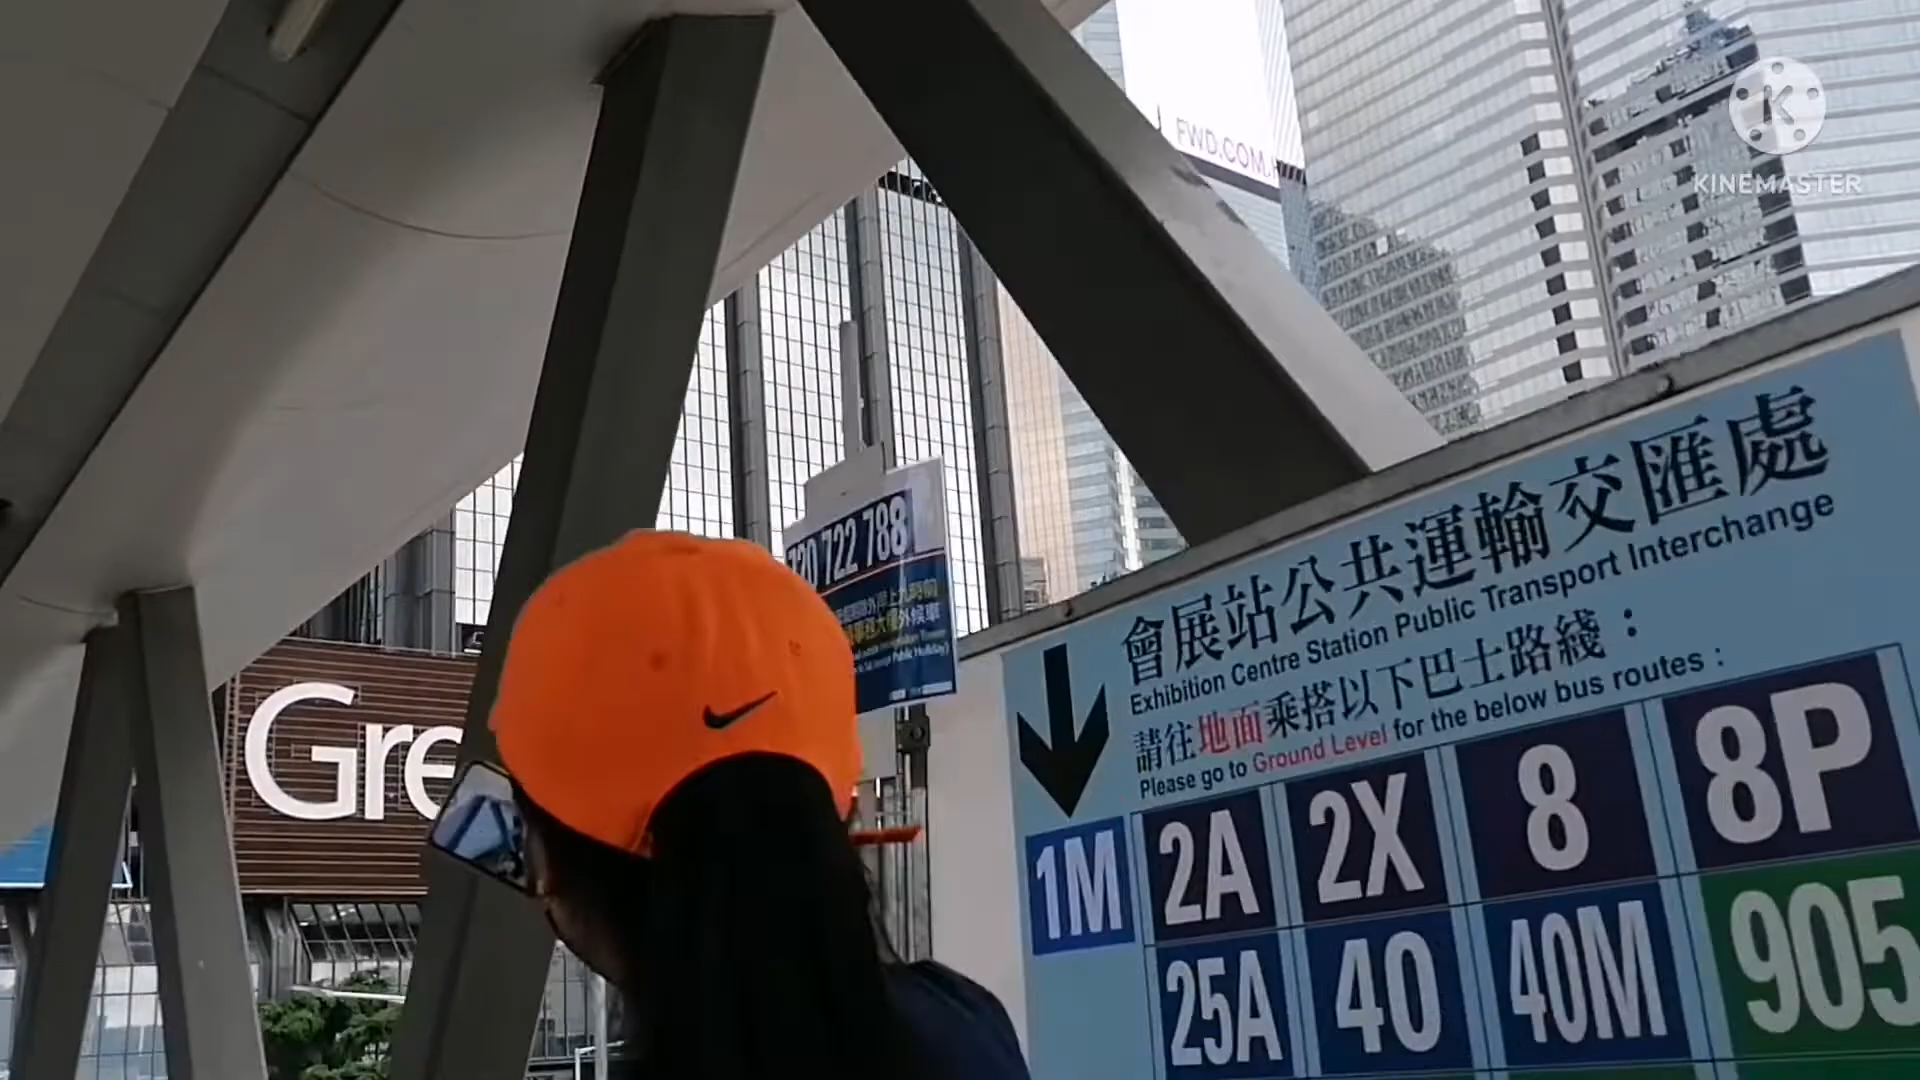 FWD.COM.
KINEMASTER
722 788
Gre
會展站公共運輸交匯處
Exhibition Centre Station Public Transport Interchange
請往地面乘搭以下巴士路綫：
Please go to Ground Level for the below bus routes :
1M 2A 2X 8 8P
25A 40 40M 905